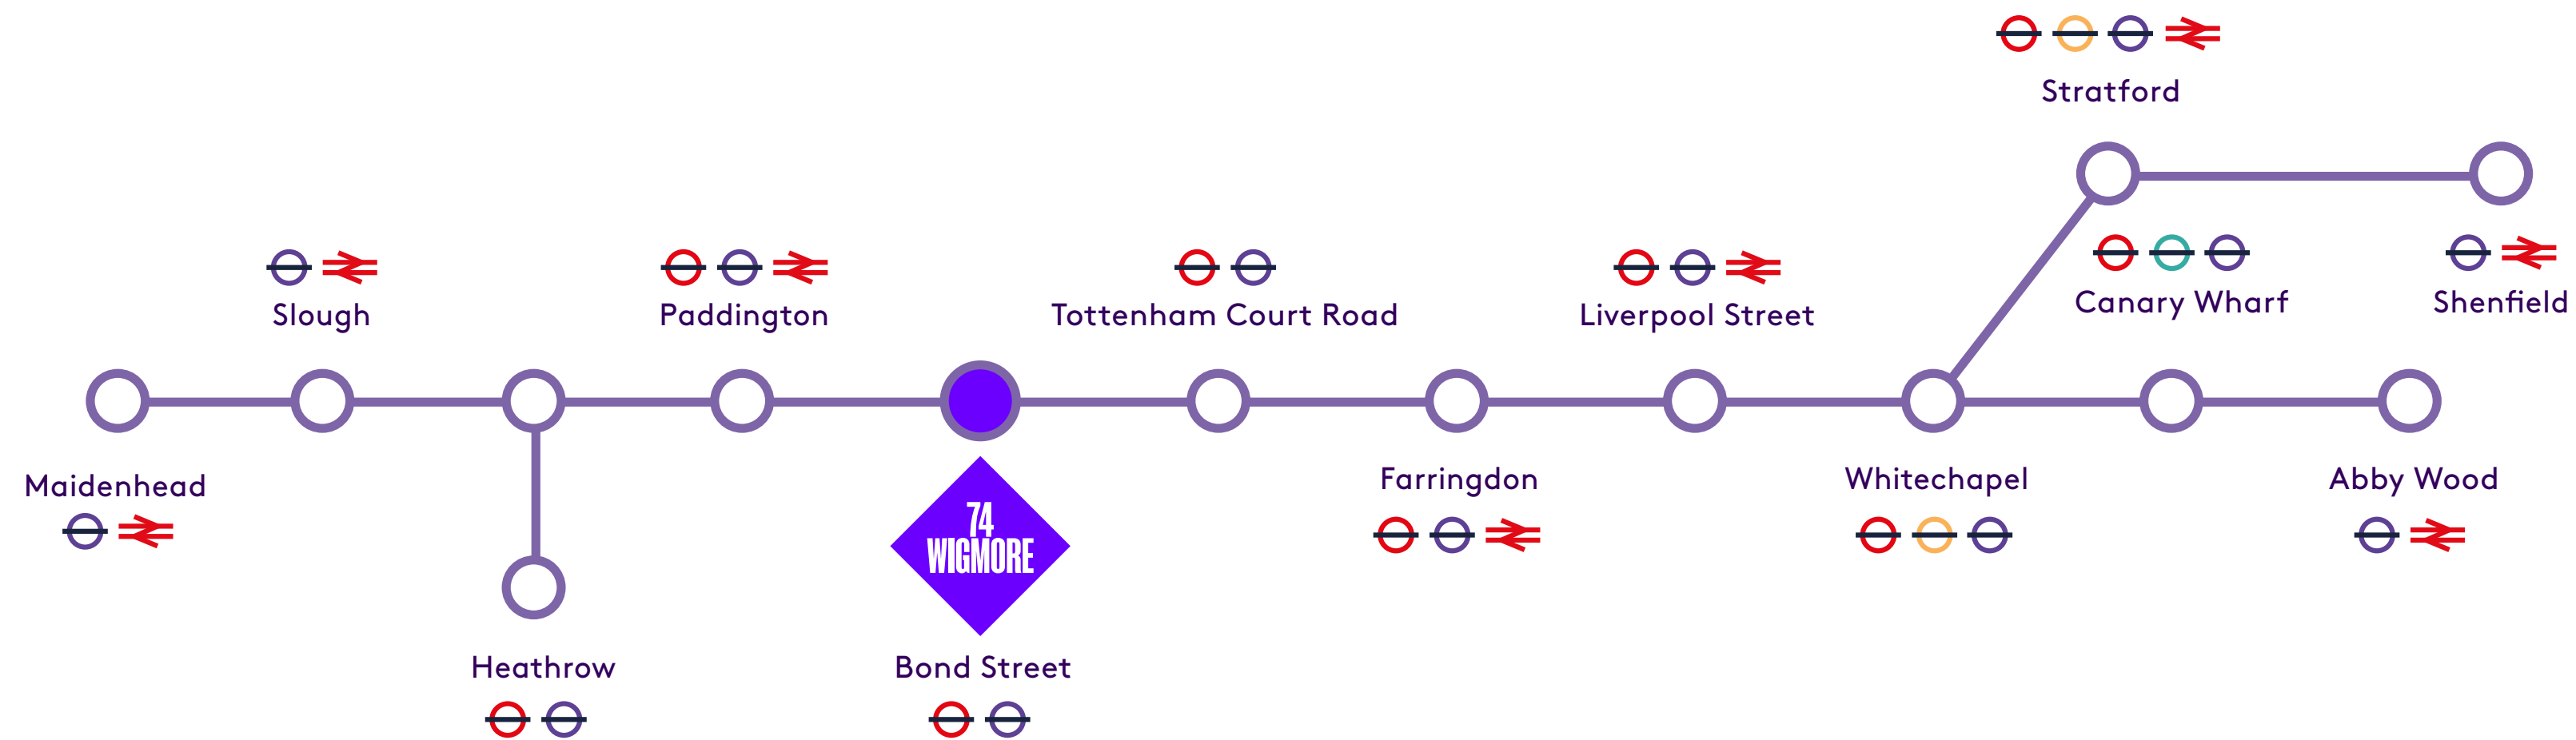 Stratford
Canary Wharf
Shenfield
Slough
Paddington
Tottenham Court Road
Liverpool Street
Maidenhead
74
WIGMORE
Farringdon
Whitechapel
Abby Wood
Heathrow
Bond Street